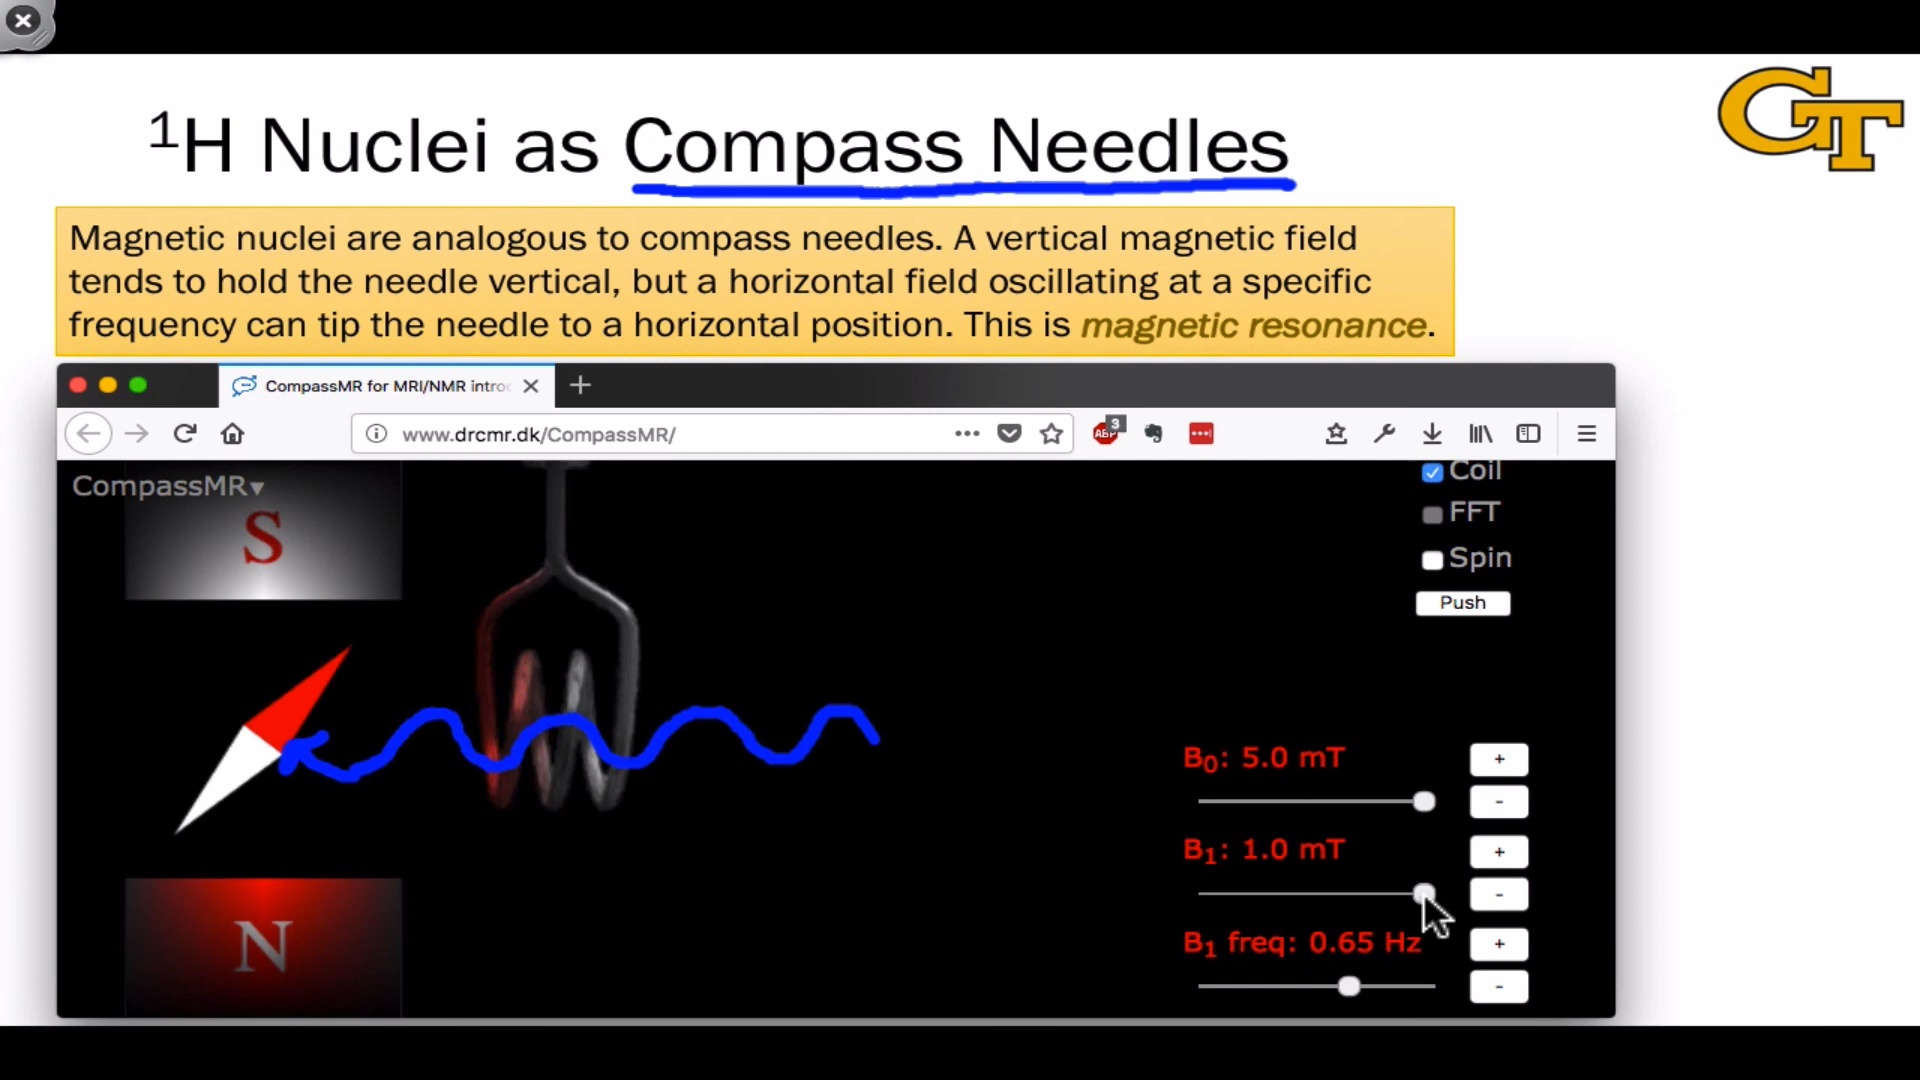 GT
¹H Nuclei as Compass Needles
Magnetic nuclei are analogous to compass needles. A vertical magnetic field
tends to hold the needle vertical, but a horizontal field oscillating at a specific
frequency can tip the needle to a horizontal position. This is magnetic resonance.
CompassMR for MRI/NMR intro
www.drcmr.dk/CompassMR/
ABP
3
CompassMR▾
S
Coil
FFT
Spin
Push
B₀: 5.0 mT
+
-
B₁: 1.0 mT
+
-
N
B₁ freq: 0.65 Hz
+
-